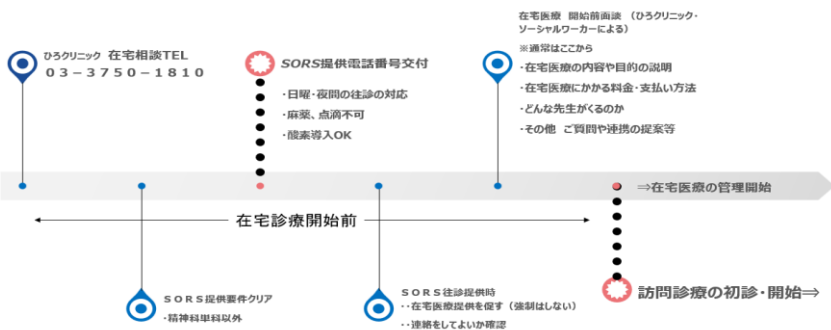 在宅医療 開始前面談 （ひろクリニック・
ソーシャルワーカーによる）
※通常はここから
・在宅医療の内容や目的の説明
・在宅医療にかかる料金・支払い方法
・どんな先生がくるのか
・その他 ご質問や連携の提案等
ひろクリニック 在宅相談TEL
０３－３７５０－１８１０
SORS提供電話番号交付
・日曜・夜間の往診の対応
・麻薬、点滴不可
・酸素導入OK
⇒在宅医療の管理開始
在宅診療開始前
ＳＯＲＳ提供要件クリア
・精神科単科以外
ＳＯＲＳ往診提供時
・・在宅医療提供を促す（強制はしない）
・・連絡をしてよいか確認
訪問診療の初診・開始⇒